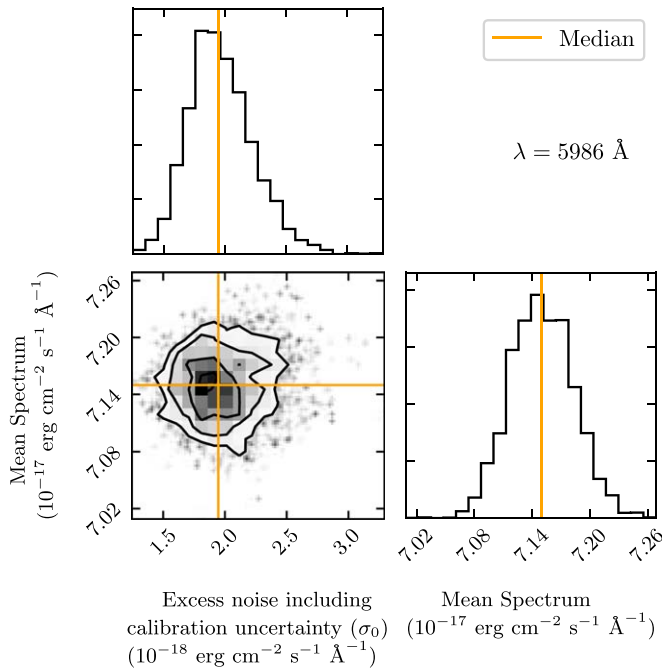 Median
λ = 5986 Å
Mean Spectrum
(10⁻¹⁷ erg cm⁻² s⁻¹ Å⁻¹)
7.26
7.20
7.14
7.08
7.02
1.5 2.0 2.5 3.0
7.02 7.08 7.14 7.20 7.26
Excess noise including
calibration uncertainty (σ₀)
(10⁻¹⁸ erg cm⁻² s⁻¹ Å⁻¹)
Mean Spectrum
(10⁻¹⁷ erg cm⁻² s⁻¹ Å⁻¹)